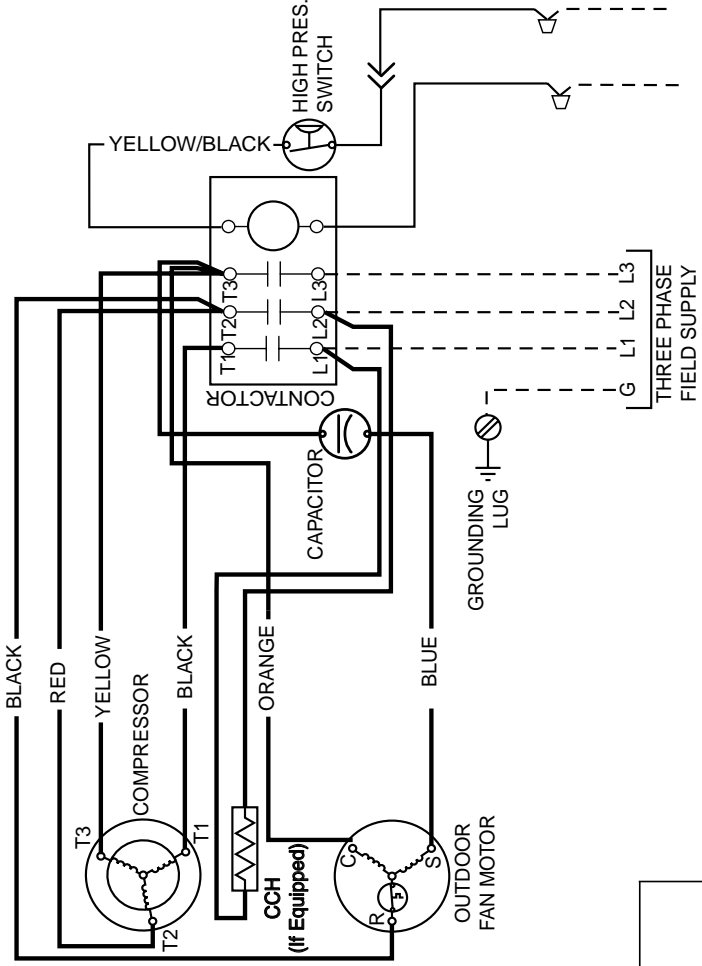 HIGH PRES.
SWITCH
YELLOW/BLACK
CONTACTOR
T3
T2
T1
L3
L2
L1
BLACK
RED
YELLOW
BLACK
COMPRESSOR
T3
T1
T2
CAPACITOR
ORANGE
BLUE
CCH
(If Equipped)
C
S
R
OUTDOOR
FAN MOTOR
GROUNDING
LUG
G
L1
L2
L3
THREE PHASE
FIELD SUPPLY